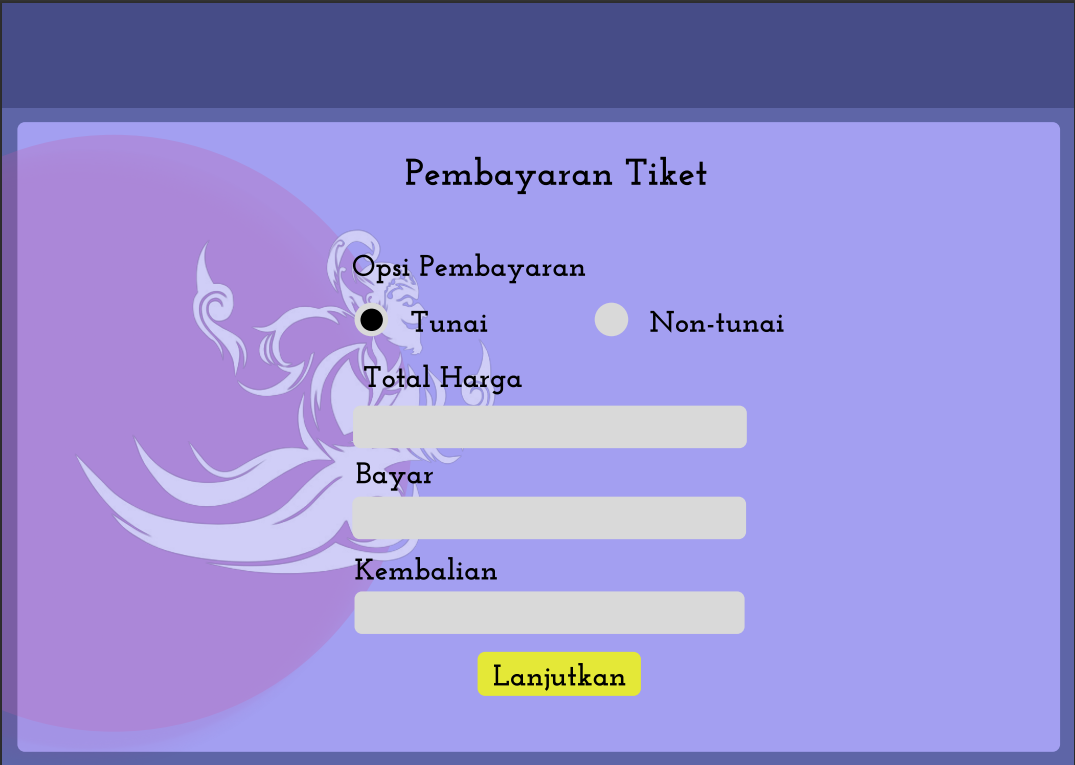 Pembayaran Tiket
Opsi Pembayaran
Tunai Non-tunai
Total Harga
Bayar
Kembalian
Lanjutkan